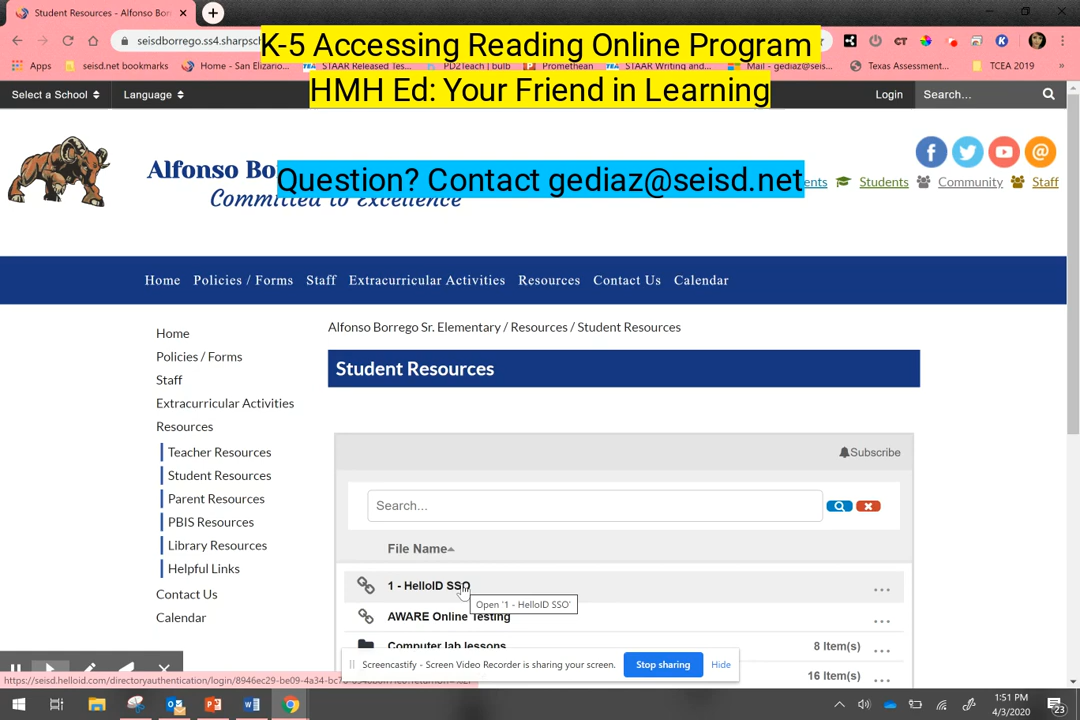 Student Resources - Alfonso Bor
seisdborrego.ss4.sharpsch
K-5 Accessing Reading Online Program
CT
Apps
seisd.net bookmarks
Home - San Elizario...
STAAR Released Tes...
PD2Teach | bulb
Promethean
STAAR Writing and...
Mail - gediaz@seis...
Texas Assessment...
TCEA 2019
»
HMH Ed: Your Friend in Learning
Select a School
Language
Login
Search...
Alfonso Bo
Question? Contact gediaz@seisd.net
Committed to Excellence
ents
Students
Community
Staff
Home
Policies / Forms
Staff
Extracurricular Activities
Resources
Contact Us
Calendar
Home
Policies / Forms
Staff
Extracurricular Activities
Resources
Teacher Resources
Student Resources
Parent Resources
PBIS Resources
Library Resources
Helpful Links
Contact Us
Calendar
Alfonso Borrego Sr. Elementary / Resources / Student Resources
Student Resources
Subscribe
Search...
File Name
1 - HelloID SSO
...
Open '1 - HelloID SSO'
AWARE Online Testing
...
Computer lab lessons
8 Item(s)
...
16 Item(s)
...
Screencastify - Screen Video Recorder is sharing your screen.
Stop sharing
Hide
1:51 PM
4/3/2020
23